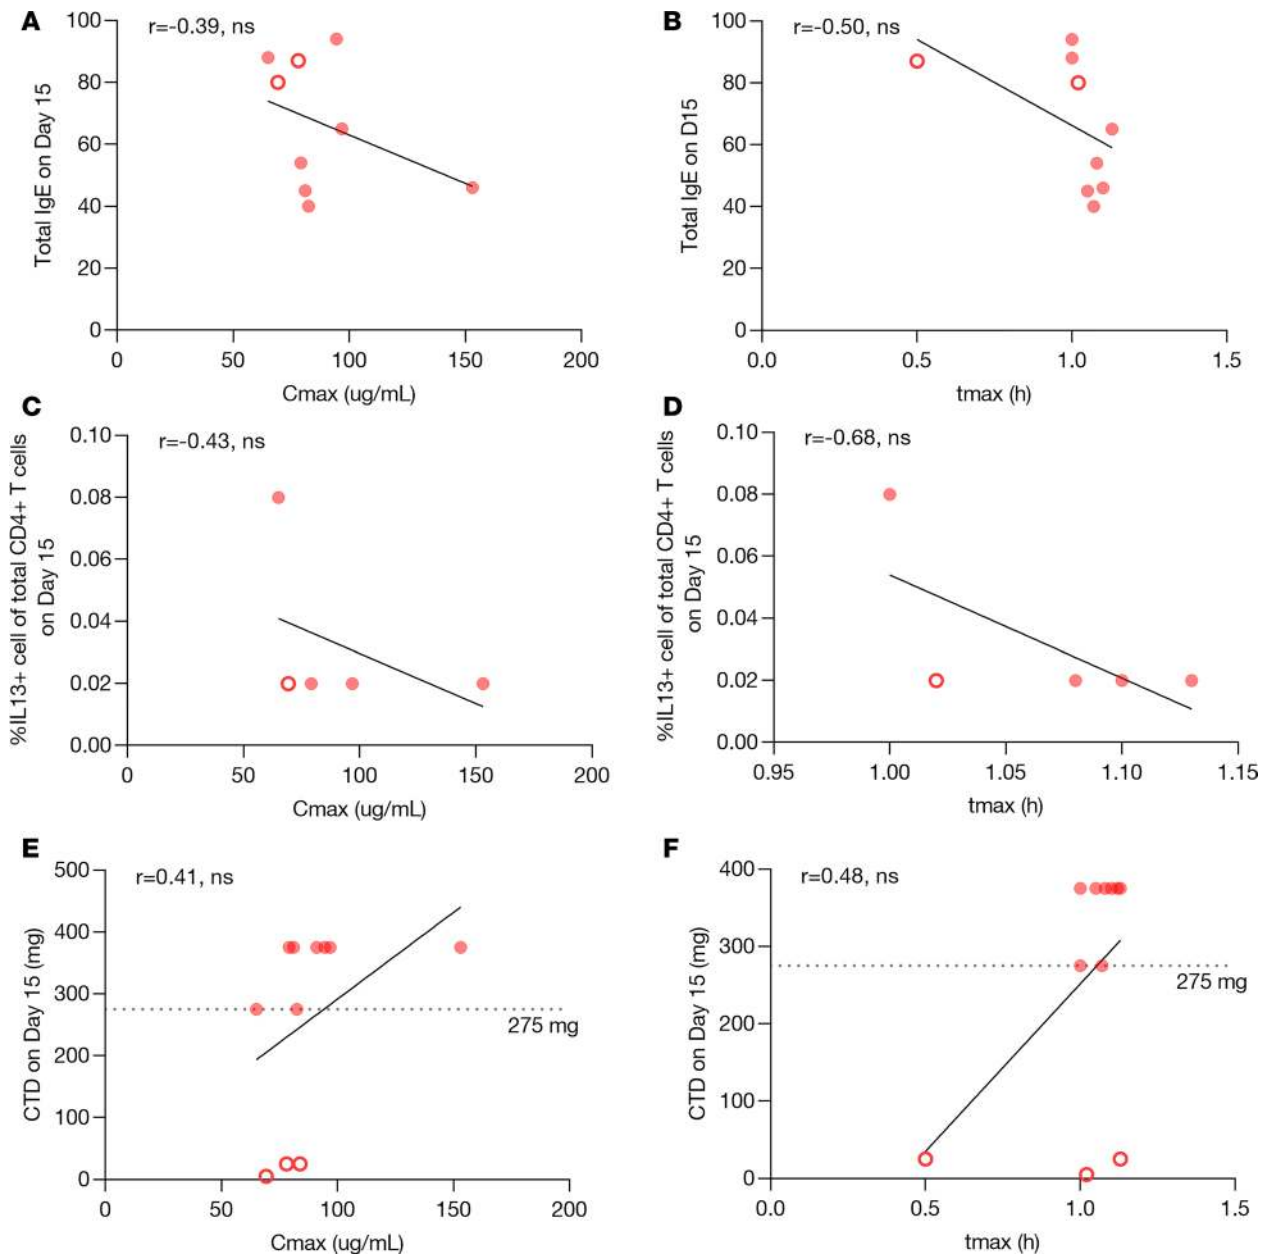 A
r=-0.39, ns
Total IgE on Day 15
100
80
60
40
20
0
0 50 100 150 200
Cmax (ug/mL)
B
r=-0.50, ns
Total IgE on D15
100
80
60
40
20
0
0.0 0.5 1.0 1.5
tmax (h)
C
r=-0.43, ns
%IL13+ cell of total CD4+ T cells
on Day 15
0.10
0.08
0.06
0.04
0.02
0.00
0 50 100 150 200
Cmax (ug/mL)
D
r=-0.68, ns
%IL13+ cell of total CD4+ T cells
on Day 15
0.10
0.08
0.06
0.04
0.02
0.00
0.95 1.00 1.05 1.10 1.15
tmax (h)
E
r=0.41, ns
CTD on Day 15 (mg)
500
400
300
275 mg
200
100
0
0 50 100 150 200
Cmax (ug/mL)
F
r=0.48, ns
CTD on Day 15 (mg)
400
300
275 mg
200
100
0
0.0 0.5 1.0 1.5
tmax (h)